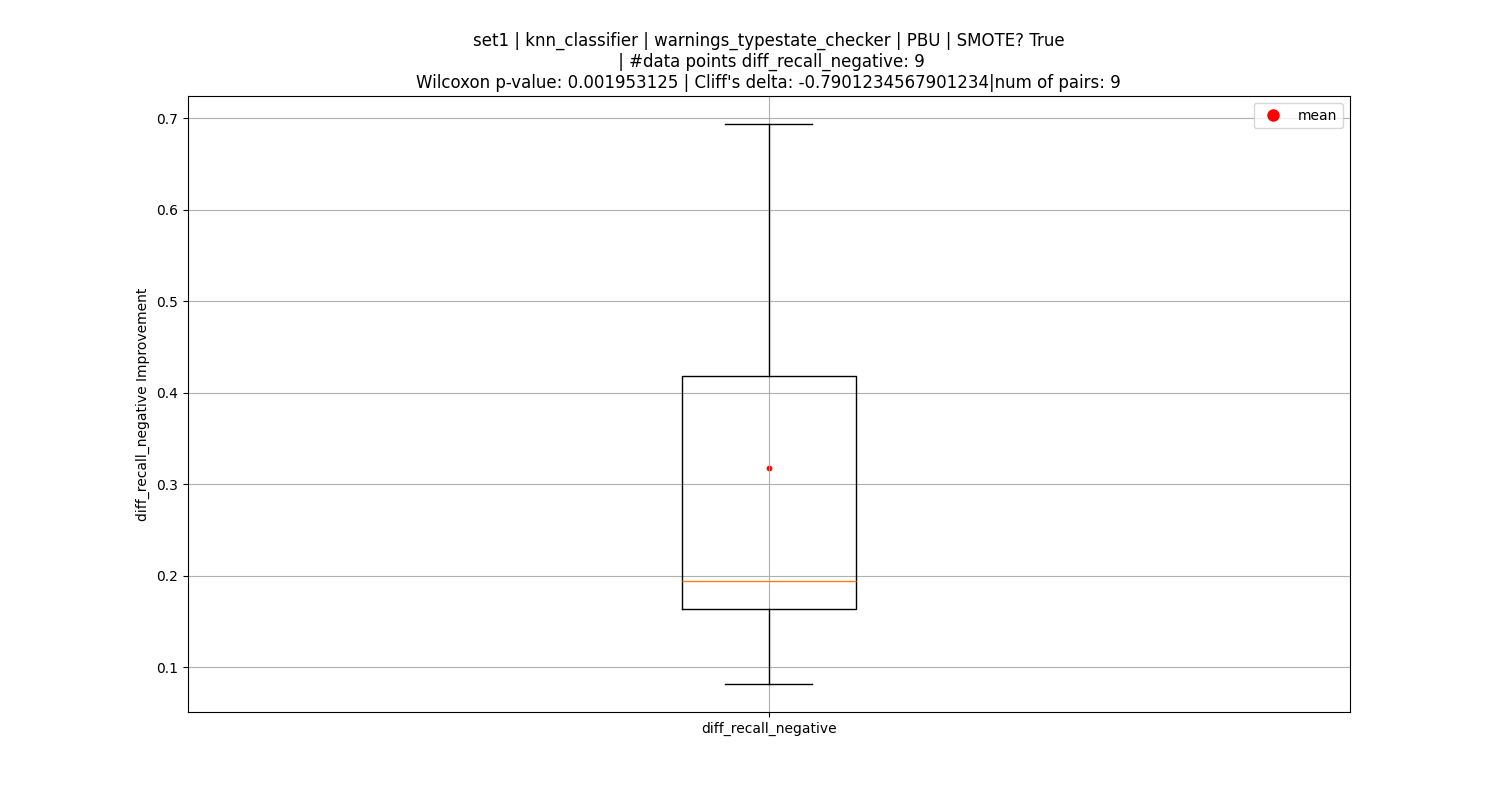 set1 | knn_classifier | warnings_typestate_checker | PBU | SMOTE? True
| #data points diff_recall_negative: 9
Wilcoxon p-value: 0.001953125 | Cliff's delta: -0.7901234567901234|num of pairs: 9
mean
0.7
0.6
0.5
0.4
0.3
0.2
0.1
diff_recall_negative Improvement
diff_recall_negative